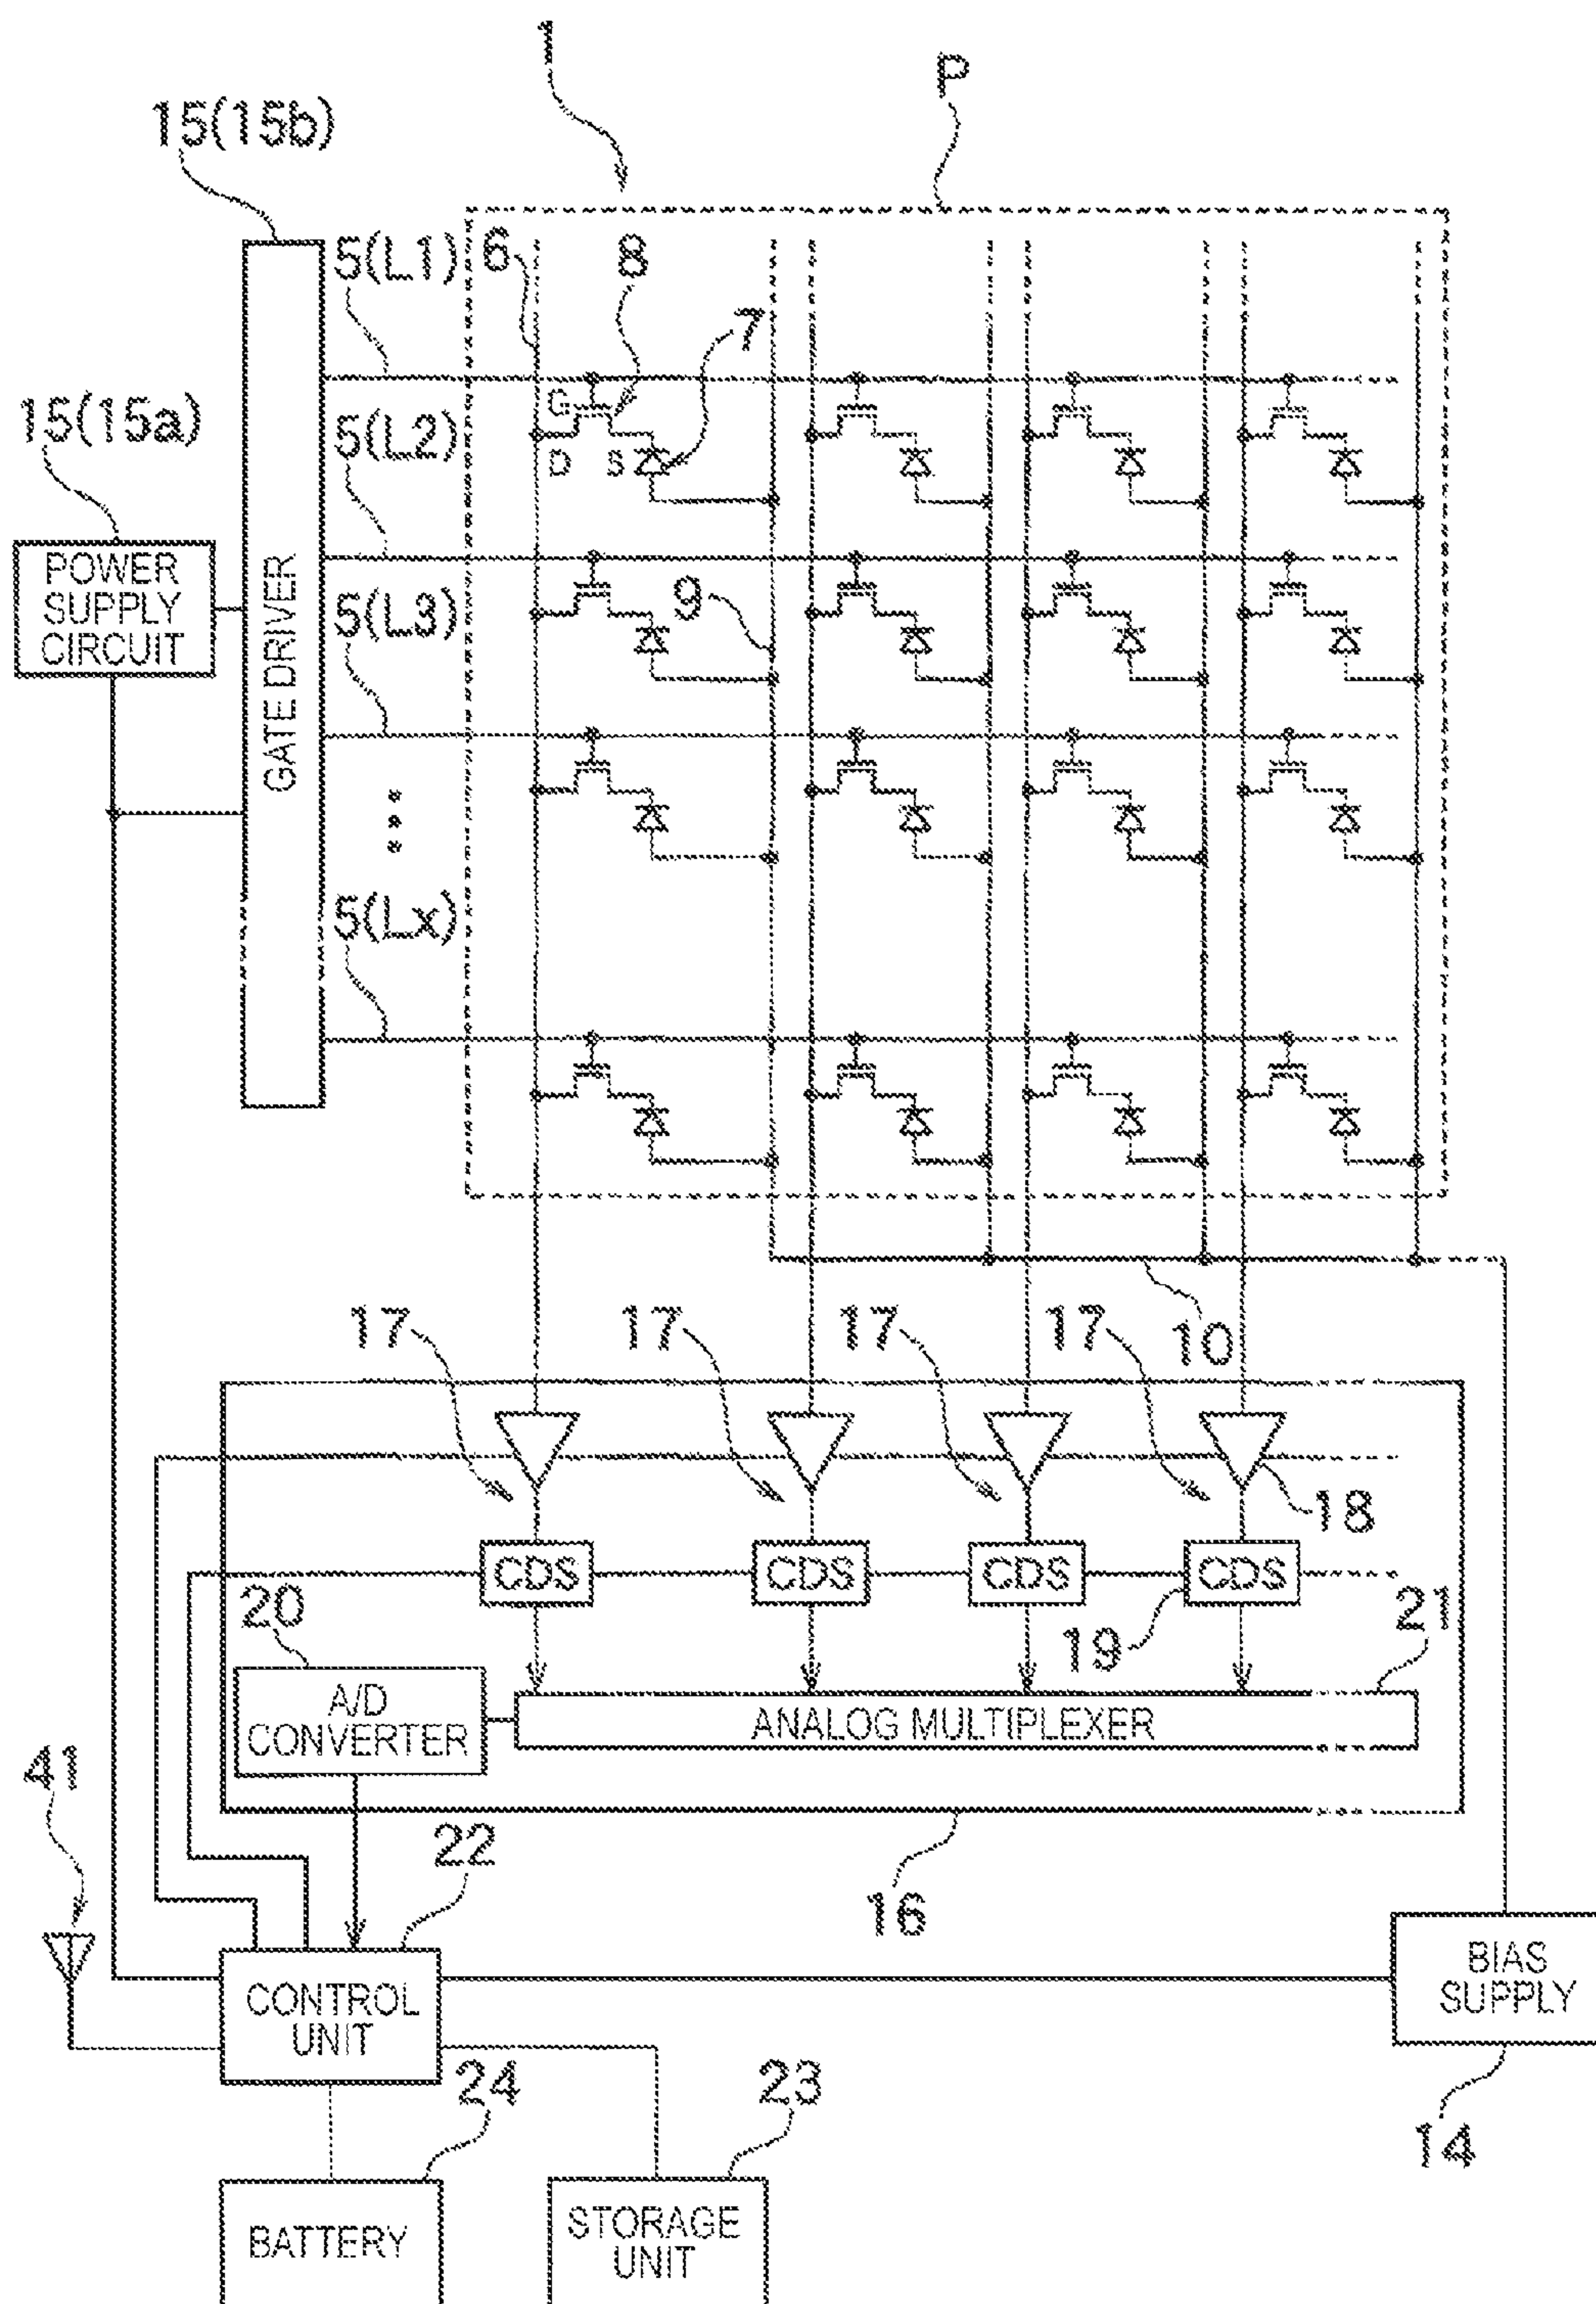 1
P
15(15b)
5(L1)
6
8
7
15(15a)
G
5(L2)
D
S
POWER
SUPPLY
CIRCUIT
GATE DRIVER
9
5(L3)
5(Lx)
17
17
17
17
10
18
CDS
CDS
CDS
CDS
20
19
21
A/D
CONVERTER
ANALOG MULTIPLEXER
41
22
16
CONTROL
UNIT
BIAS
SUPPLY
24
23
14
BATTERY
STORAGE
UNIT